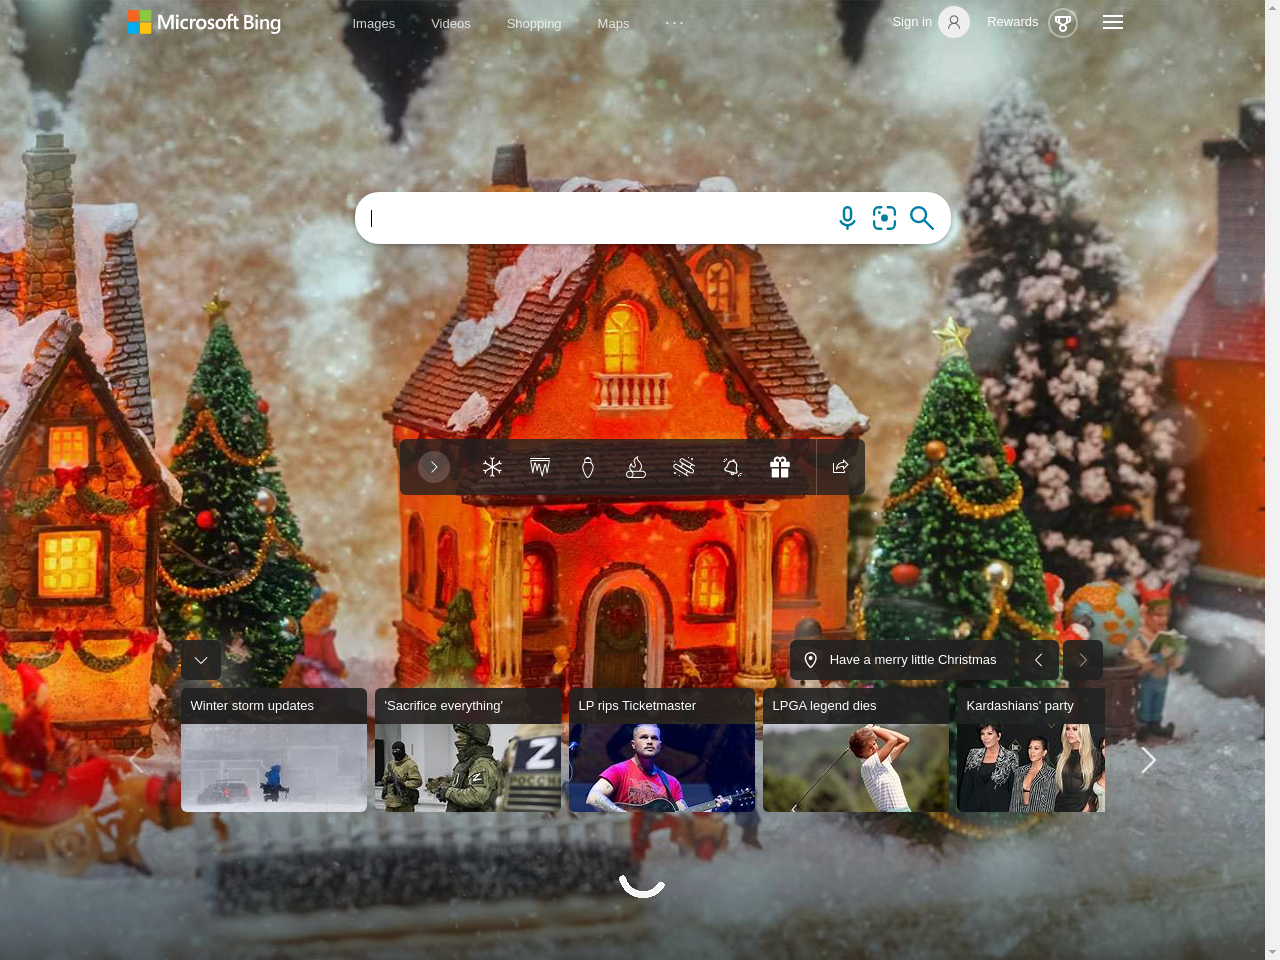 Microsoft Bing
Images
Videos
Shopping
Maps
Sign in
Rewards
Have a merry little Christmas
Winter storm updates
'Sacrifice everything'
LP rips Ticketmaster
LPGA legend dies
Kardashians' party
Z
РОССИЯ